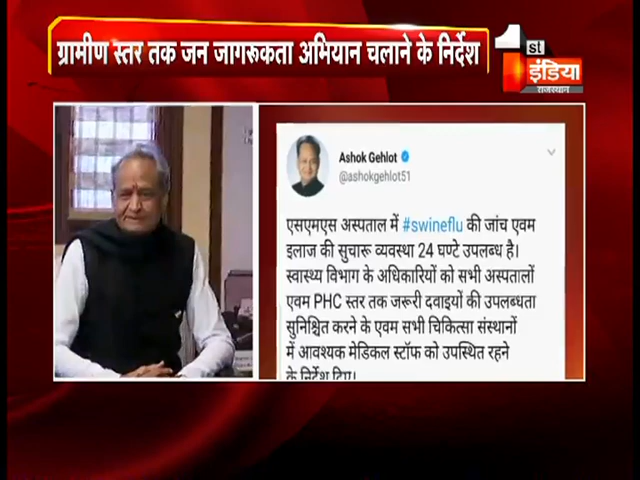 ग्रामीण स्तर तक जन जागरूकता अभियान चलाने के निर्देश
1st
इंडिया
राजस्थान
Ashok Gehlot
@ashokgehlot51
एसएमएस अस्पताल में #swineflu की जांच एवम
इलाज की सुचारू व्यवस्था 24 घण्टे उपलब्ध है।
स्वास्थ्य विभाग के अधिकारियों को सभी अस्पतालों
एवम PHC स्तर तक जरूरी दवाइयों की उपलब्धता
सुनिश्चित करने के एवम सभी चिकित्सा संस्थानों
में आवश्यक मेडिकल स्टॉफ को उपस्थित रहने
के निर्देश दिए।